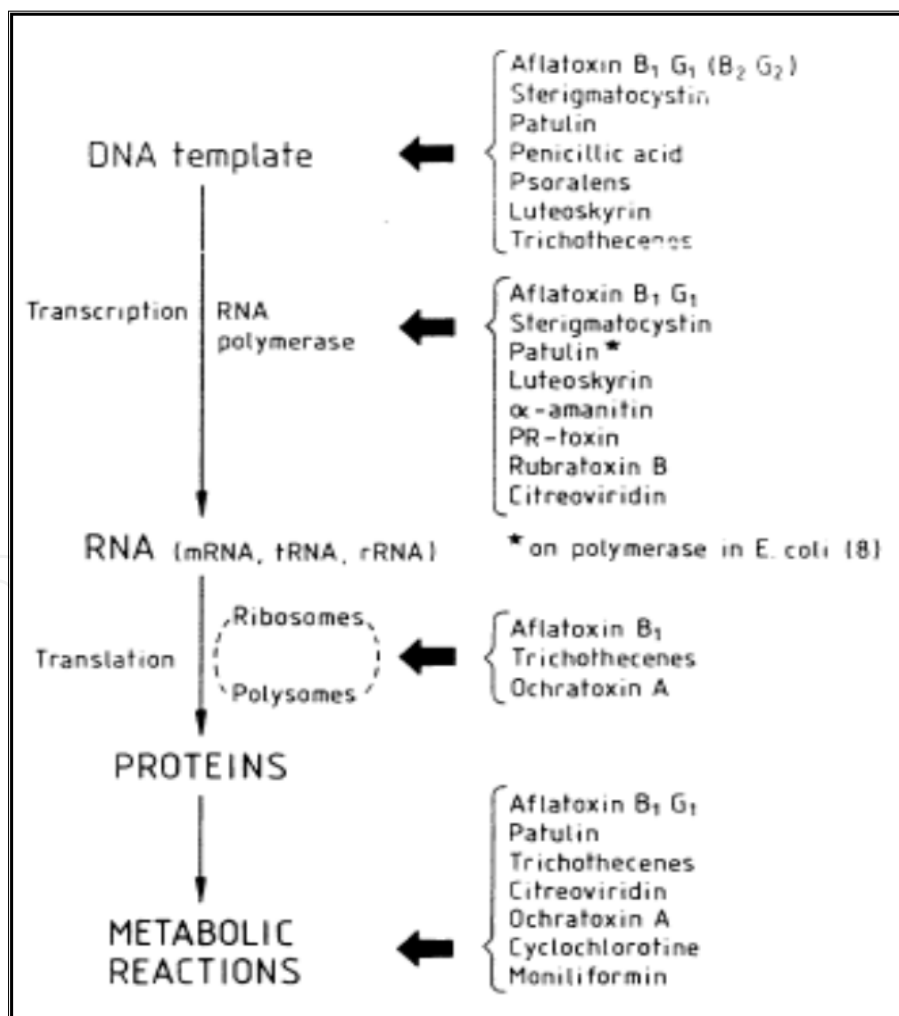 Aflatoxin B₁ G₁ (B₂ G₂)
Sterigmatocystin
Patulin
DNA template
Penicillic acid
Psoralens
Luteoskyrin
Trichothecenes
Transcription
RNA
polymerase
Aflatoxin B₁ G₁
Sterigmatocystin
Patulin*
Luteoskyrin
α-amanitin
PR-toxin
Rubratoxin B
Citreoviridin
RNA (mRNA, tRNA, rRNA)
* on polymerase in E. coli (8)
Translation
Ribosomes
Polysomes
Aflatoxin B₁
Trichothecenes
Ochratoxin A
PROTEINS
Aflatoxin B₁ G₁
Patulin
Trichothecenes
Citreoviridin
Ochratoxin A
Cyclochlorotine
Moniliformin
METABOLIC
REACTIONS